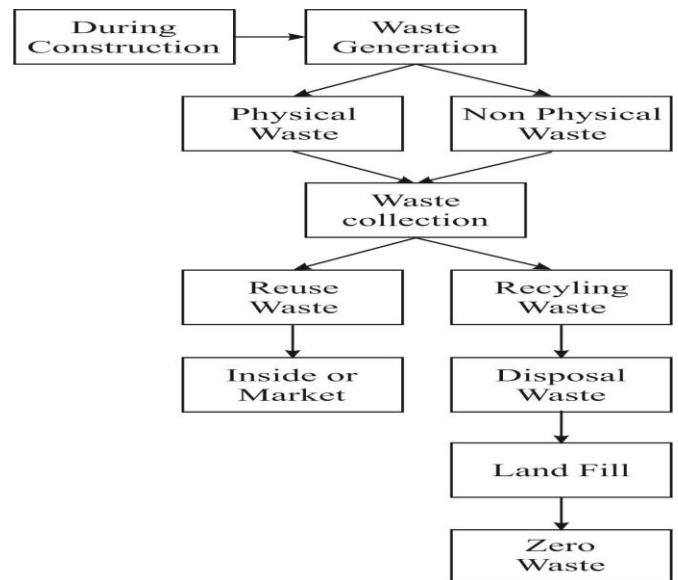 During
Construction
Waste
Generation
Physical
Waste
Non Physical
Waste
Waste
collection
Reuse
Waste
Recyling
Waste
Inside or
Market
Disposal
Waste
Land Fill
Zero
Waste